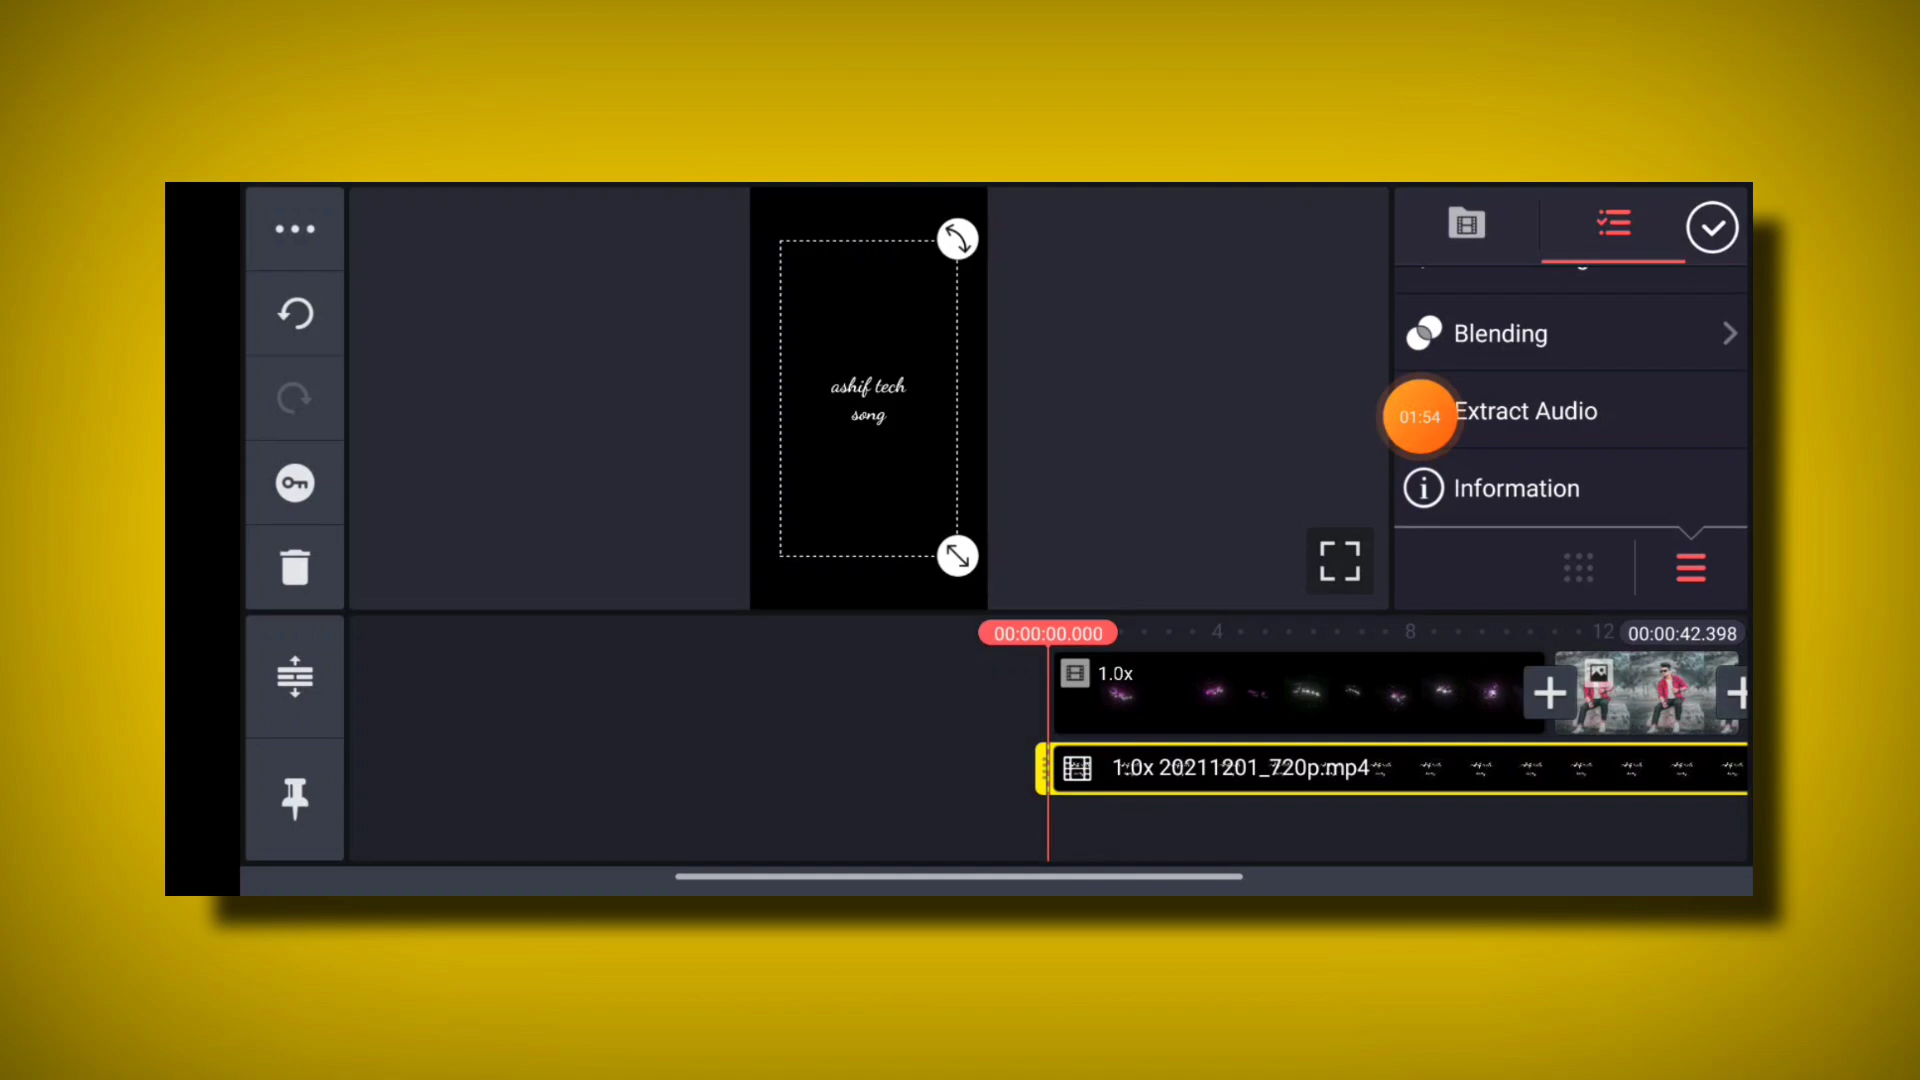 Blending
ashif tech
song
01:54
Extract Audio
Information
00:00:00.000
4
8
12
00:00:42.398
1.0x
1.0x 20211201_720p.mp4